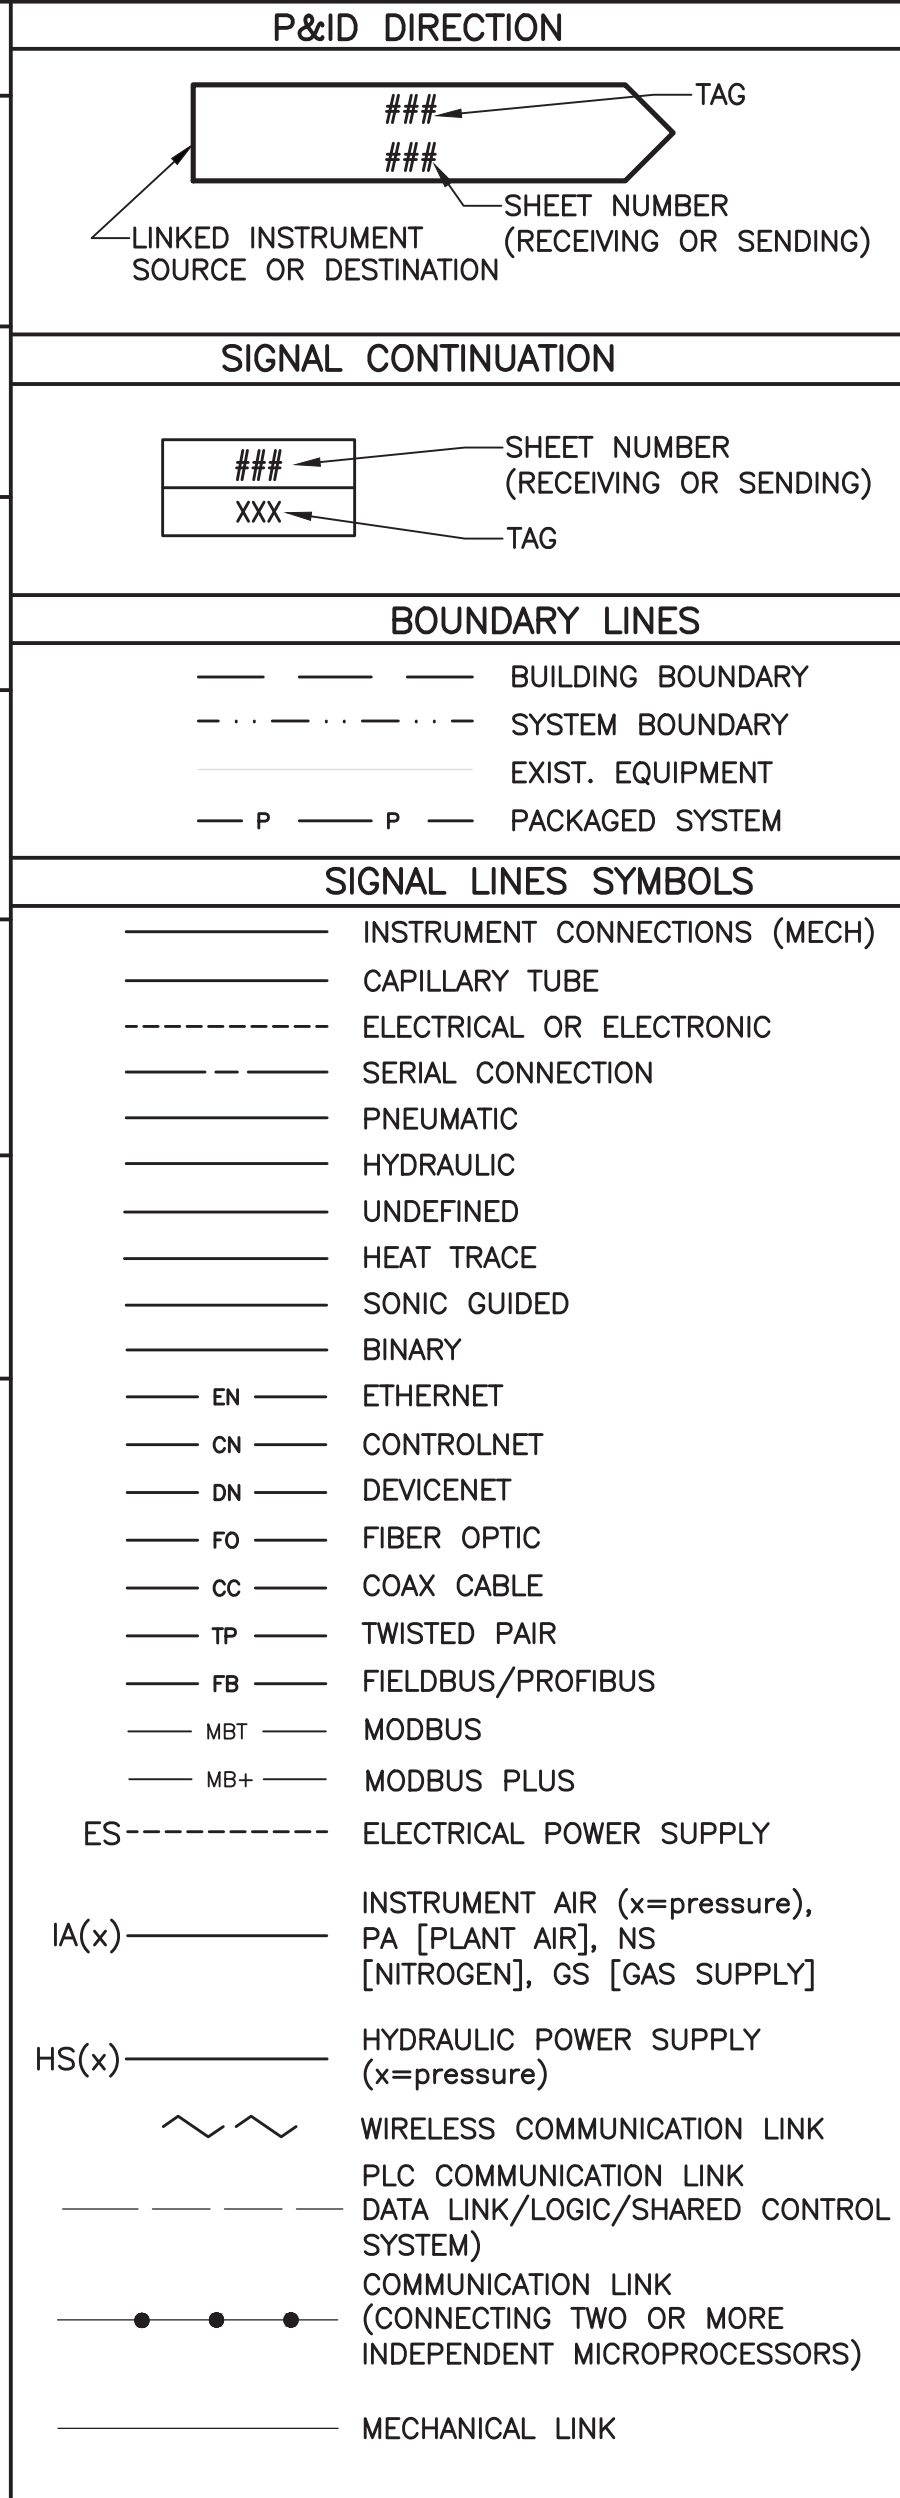 P&ID DIRECTION
###
TAG
###
SHEET NUMBER
(RECEIVING OR SENDING)
LINKED INSTRUMENT
SOURCE OR DESTINATION
SIGNAL CONTINUATION
###
SHEET NUMBER
(RECEIVING OR SENDING)
XXX
TAG
BOUNDARY LINES
BUILDING BOUNDARY
SYSTEM BOUNDARY
EXIST. EQUIPMENT
P P PACKAGED SYSTEM
SIGNAL LINES SYMBOLS
INSTRUMENT CONNECTIONS (MECH)
CAPILLARY TUBE
ELECTRICAL OR ELECTRONIC
SERIAL CONNECTION
PNEUMATIC
HYDRAULIC
UNDEFINED
HEAT TRACE
SONIC GUIDED
BINARY
EN ETHERNET
CN CONTROLNET
DN DEVICENET
FO FIBER OPTIC
CC COAX CABLE
TP TWISTED PAIR
FB FIELDBUS/PROFIBUS
MBT MODBUS
MB+ MODBUS PLUS
ES ELECTRICAL POWER SUPPLY
IA(x)
INSTRUMENT AIR (x=pressure),
PA [PLANT AIR], NS
[NITROGEN], GS [GAS SUPPLY]
HS(x)
HYDRAULIC POWER SUPPLY
(x=pressure)
WIRELESS COMMUNICATION LINK
PLC COMMUNICATION LINK
DATA LINK/LOGIC/SHARED CONTROL
SYSTEM)
COMMUNICATION LINK
(CONNECTING TWO OR MORE
INDEPENDENT MICROPROCESSORS)
MECHANICAL LINK